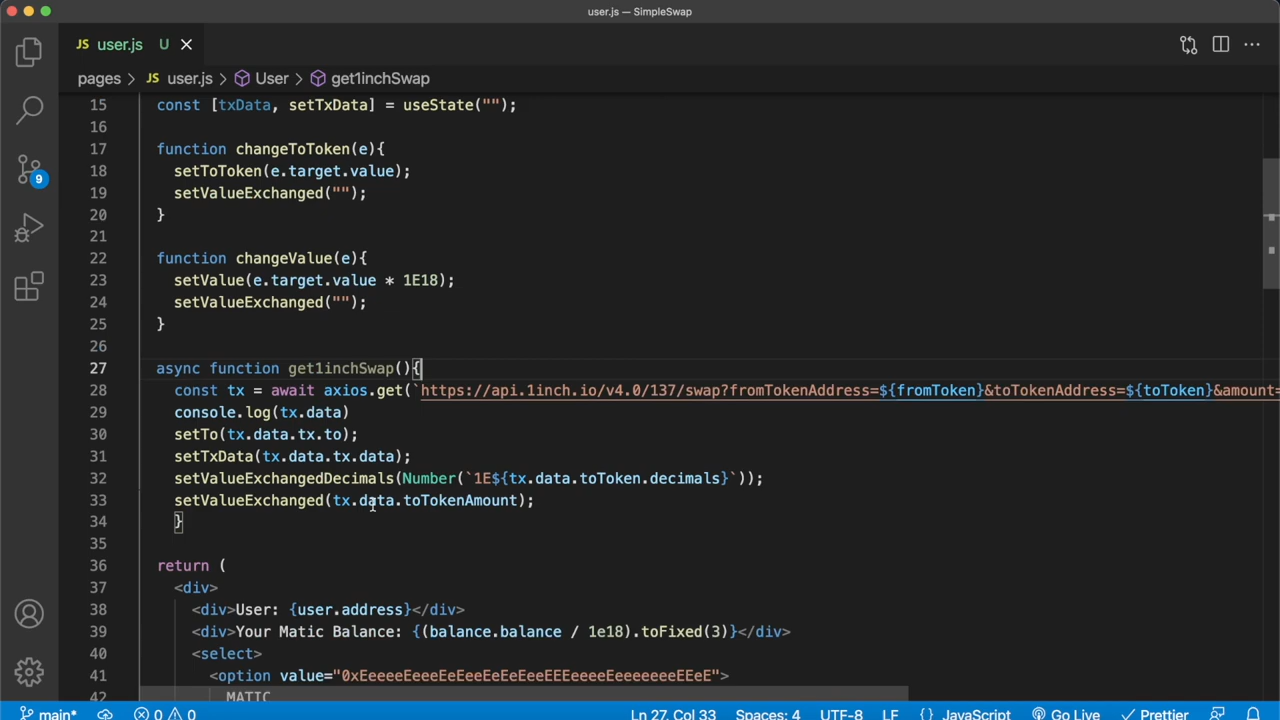 user.js — SimpleSwap
JS user.js U
pages > JS user.js > User > get1inchSwap
15 const [txData, setTxData] = useState("");
16
17 function changeToToken(e){
18 setToToken(e.target.value);
19 setValueExchanged("");
20 }
21
22 function changeValue(e){
23 setValue(e.target.value * 1E18);
24 setValueExchanged("");
25 }
26
27 async function get1inchSwap(){
28 const tx = await axios.get(`https://api.1inch.io/v4.0/137/swap?fromTokenAddress=${fromToken}&toTokenAddress=${toToken}&amount=
29 console.log(tx.data)
30 setTo(tx.data.tx.to);
31 setTxData(tx.data.tx.data);
32 setValueExchangedDecimals(Number(`1E${tx.data.toToken.decimals}`));
33 setValueExchanged(tx.data.toTokenAmount);
34 }
35
36 return (
37 <div>
38 <div>User: {user.address}</div>
39 <div>Your Matic Balance: {(balance.balance / 1e18).toFixed(3)}</div>
40 <select>
41 <option value="0xEeeeeEeeeEeEeeEeEeEeeEEEeeeeEeeeeeeeEEeE">
42 MATIC
9
main* 0 0 Ln 27, Col 33 Spaces: 4 UTF-8 LF {} JavaScript Go Live Prettier